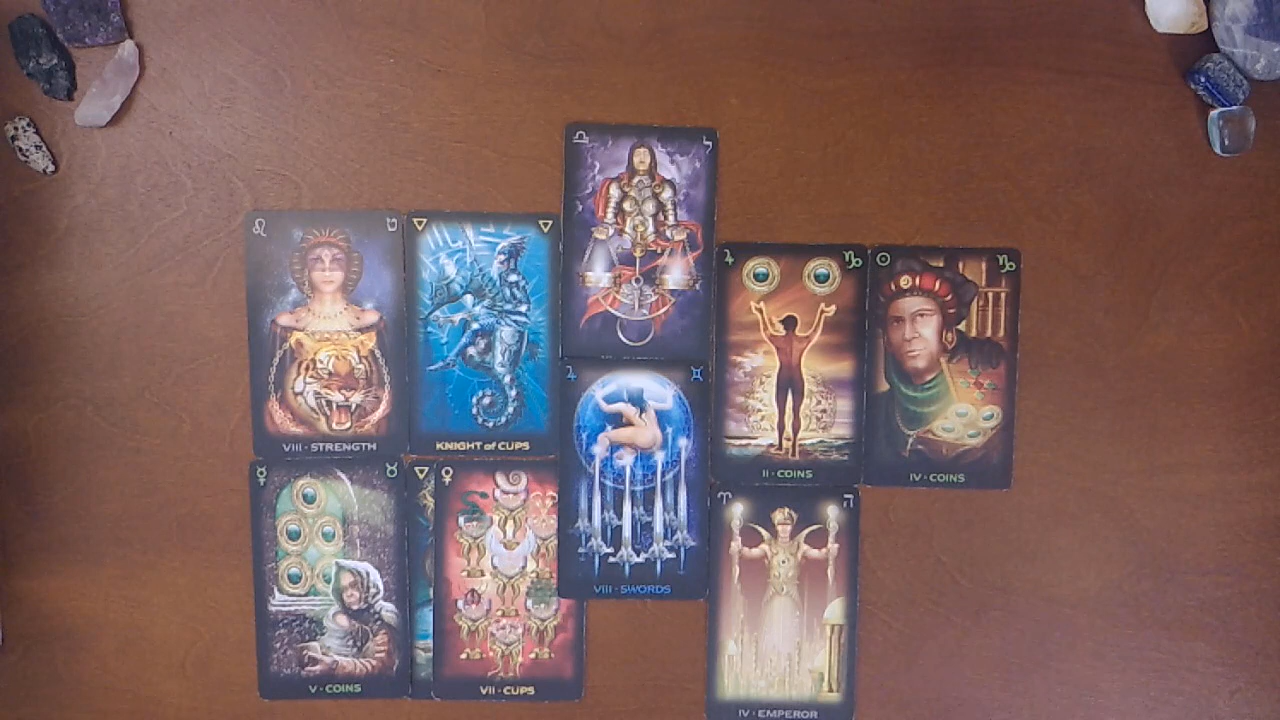 VIII · STRENGTH
KNIGHT of CUPS
II · COINS
IV · COINS
V · COINS
VII · CUPS
VIII · SWORDS
IV · EMPEROR